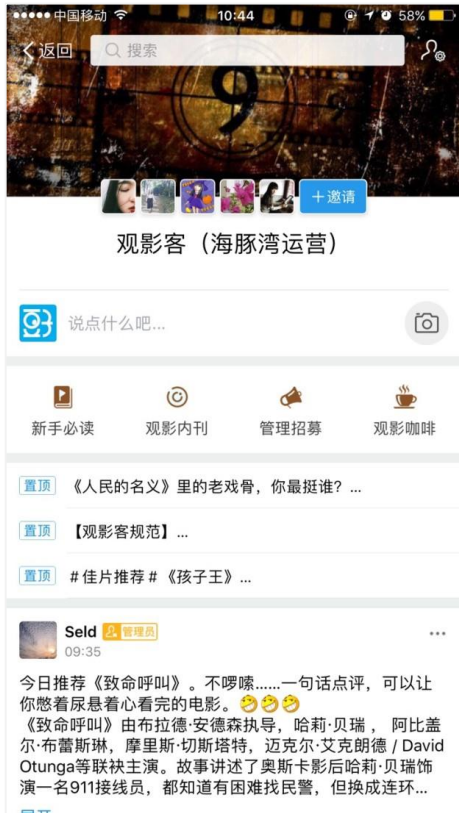 中国移动 10:44 58%
返回 搜索
9
+邀请
观影客（海豚湾运营）
说点什么吧...
新手必读 观影内刊 管理招募 观影咖啡
置顶 《人民的名义》里的老戏骨，你最挺谁？...
置顶 【观影客规范】...
置顶 #佳片推荐#《孩子王》...
Seld 管理员
09:35
今日推荐《致命呼叫》。不啰嗦......一句话点评，可以让
你憋着尿悬着心看完的电影。
《致命呼叫》由布拉德·安德森执导，哈莉·贝瑞 ， 阿比盖
尔·布蕾斯琳，摩里斯·切斯塔特，迈克尔·艾克朗德 / David
Otunga等联袂主演。故事讲述了奥斯卡影后哈莉·贝瑞饰
演一名911接线员，都知道有困难找民警，但换成连环...